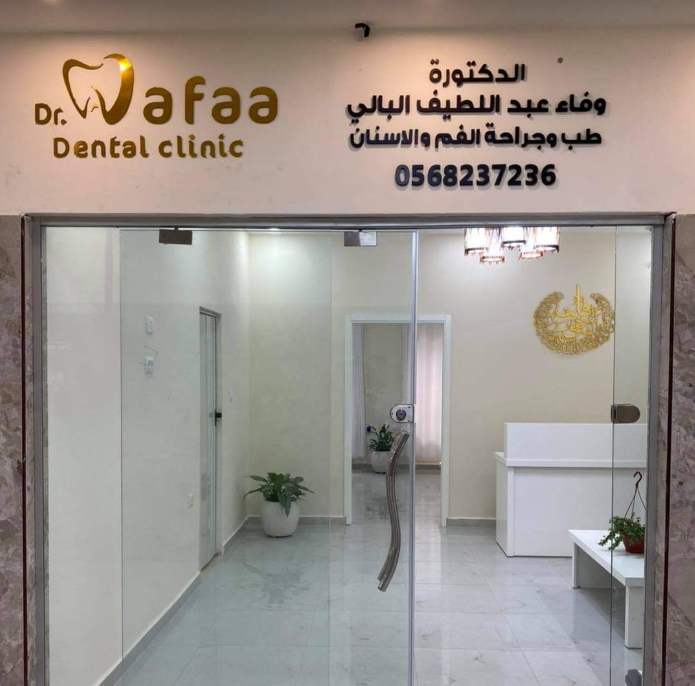 Dr. Wafaa
Dental clinic
الدكتورة
وفاء عبد اللطيف البالي
طب وجراحة الفم والاسنان
0568237236